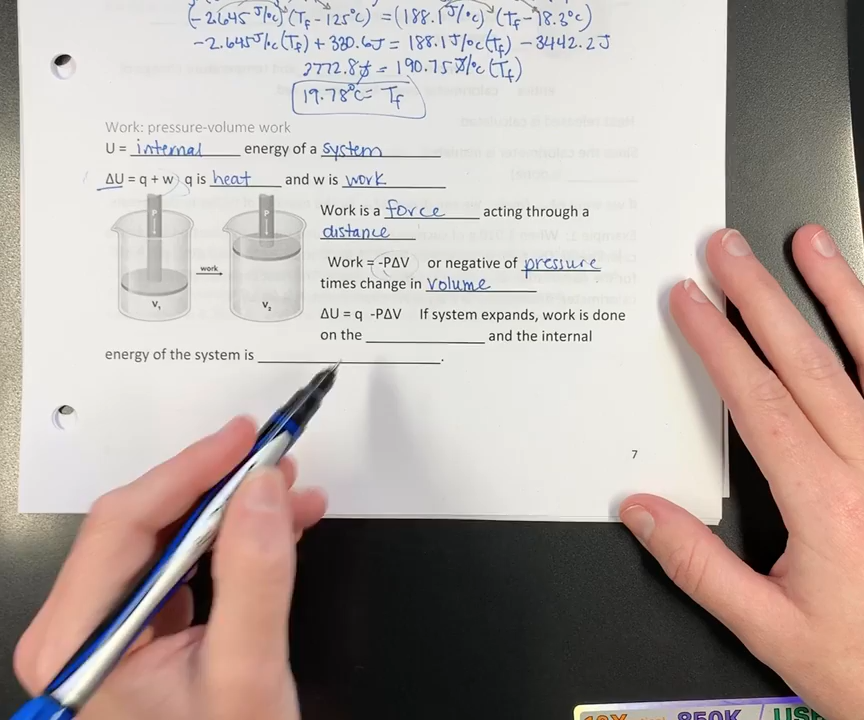 (-2.645 J/°C)(Tf - 125°C) = (188.1 J/°C)(Tf - 18.3°C)
-2.645 J/°C (Tf) + 330.6 J = 188.1 J/°C (Tf) - 3442.2 J
3772.8 J = 190.75 J/°C (Tf)
19.78°C = Tf
Work: pressure-volume work
U = internal energy of a system
ΔU = q + w q is heat and w is work
Work is a force acting through a
distance
Work = -PΔV or negative of pressure
times change in volume
P
P
work
V₁
V₂
ΔU = q -PΔV If system expands, work is done
on the ____________ and the internal
energy of the system is ____________________.
7
850K